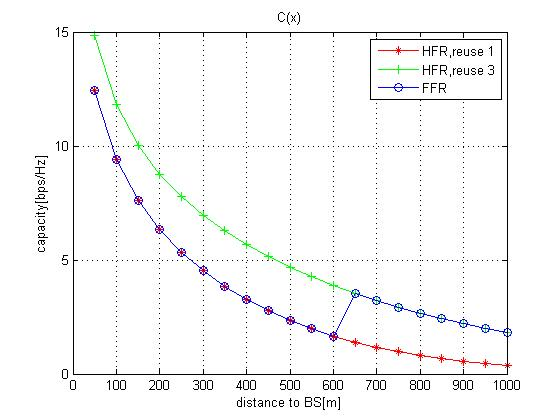 C(x)
15
10
5
0
capacity[bps/Hz]
HFR,reuse 1
HFR,reuse 3
FFR
0 100 200 300 400 500 600 700 800 900 1000
distance to BS[m]